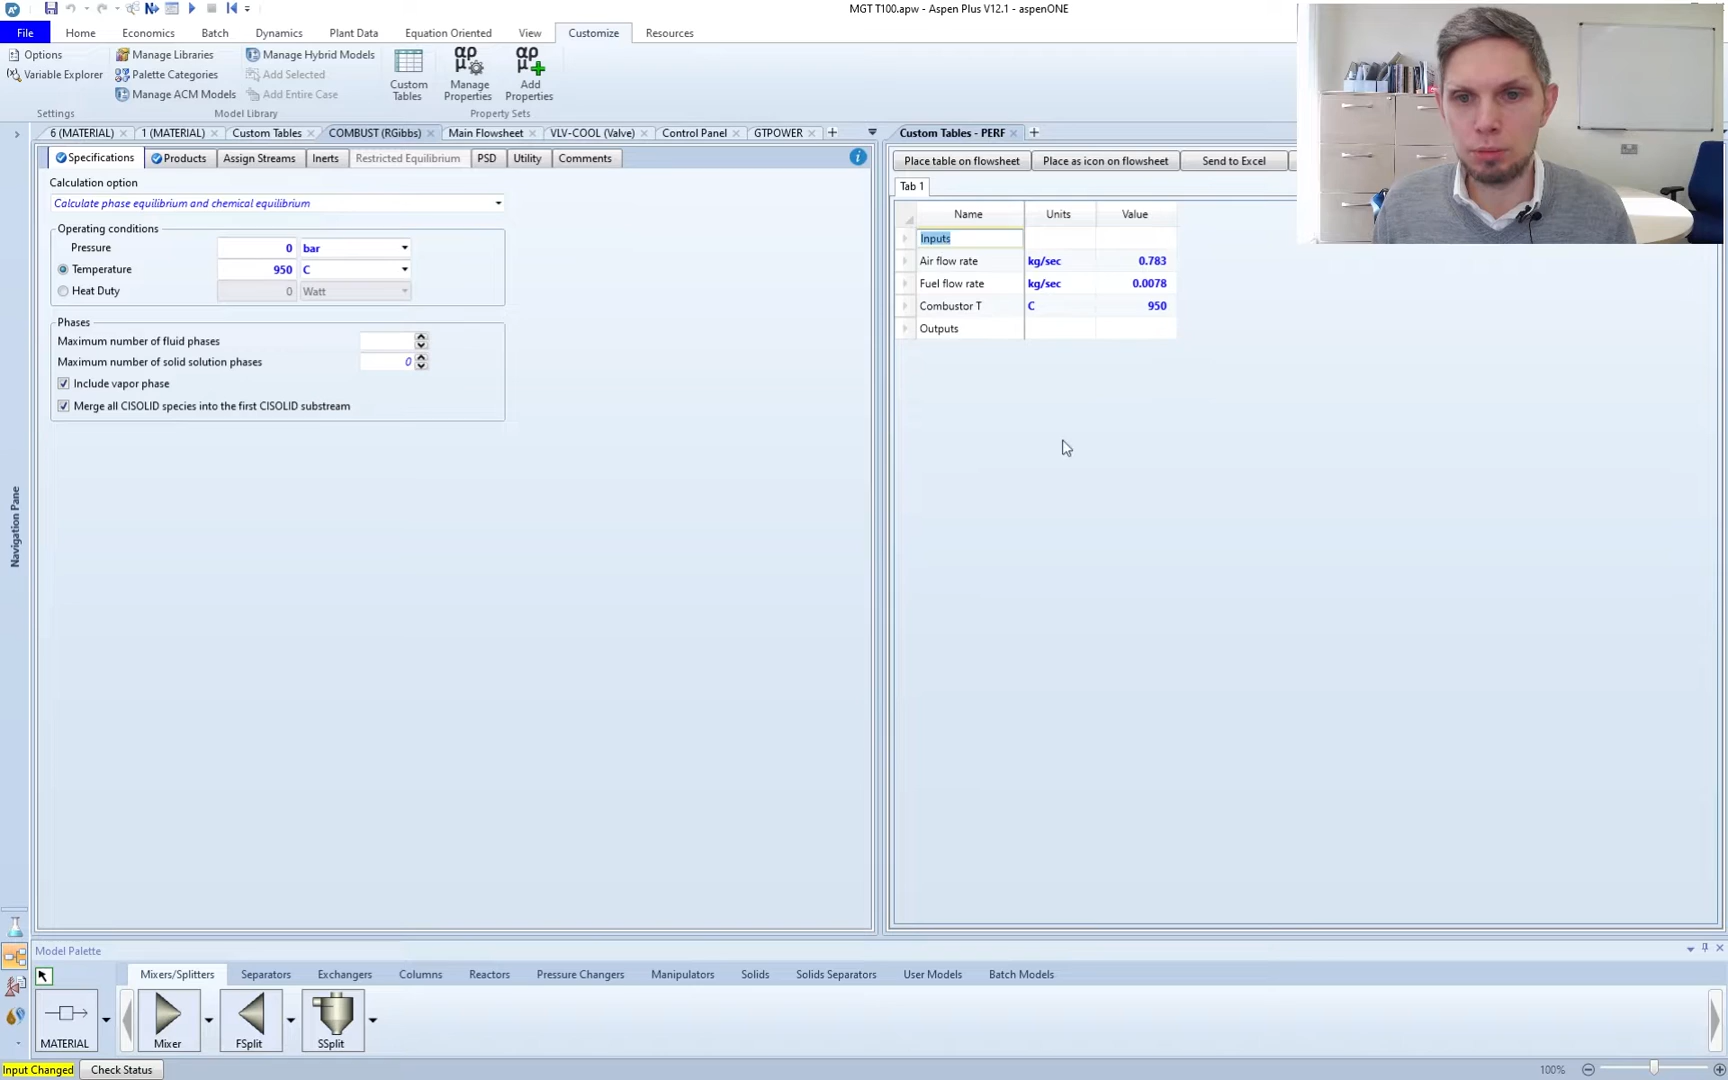 MGT T100.apw - Aspen Plus V12.1 - aspenONE
File Home Economics Batch Dynamics Plant Data Equation Oriented View Customize Resources
Options Manage Libraries Manage Hybrid Models
Variable Explorer Palette Categories Add Selected
Manage ACM Models Add Entire Case
Custom Tables
Manage Properties
Add Properties
Settings Model Library Property Sets
6 (MATERIAL) 1 (MATERIAL) Custom Tables COMBUST (RGibbs) Main Flowsheet VLV-COOL (Valve) Control Panel GTPOWER
Specifications Products Assign Streams Inerts Restricted Equilibrium PSD Utility Comments
Calculation option
Calculate phase equilibrium and chemical equilibrium
Operating conditions
Pressure 0 bar
Temperature 950 C
Heat Duty 0 Watt
Phases
Maximum number of fluid phases
Maximum number of solid solution phases 0
Include vapor phase
Merge all CISOLID species into the first CISOLID substream
Custom Tables - PERF
Place table on flowsheet Place as icon on flowsheet Send to Excel
Tab 1
Name Units Value
Inputs
Air flow rate kg/sec 0.783
Fuel flow rate kg/sec 0.0078
Combustor T C 950
Outputs
Navigation Pane
Model Palette
Mixers/Splitters Separators Exchangers Columns Reactors Pressure Changers Manipulators Solids Solids Separators User Models Batch Models
MATERIAL Mixer FSplit SSplit
Input Changed Check Status 100%